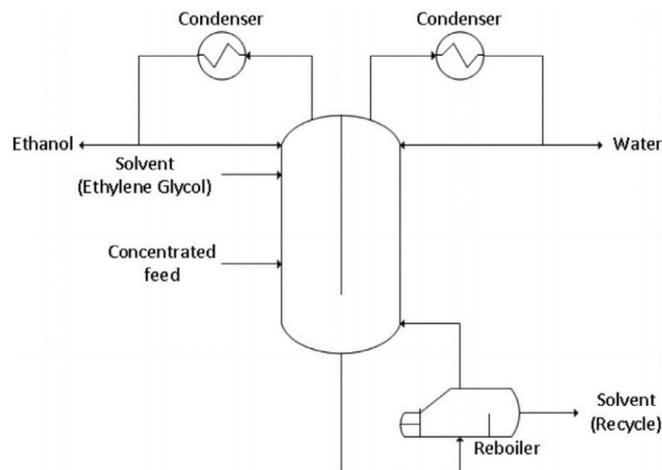 Condenser
Condenser
Ethanol
Water
Solvent
(Ethylene Glycol)
Concentrated
feed
Solvent
(Recycle)
Reboiler